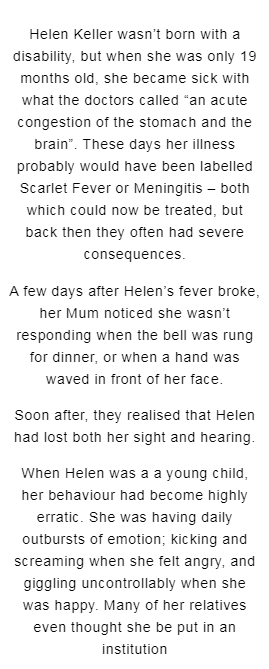 Helen Keller wasn’t born with a
disability, but when she was only 19
months old, she became sick with
what the doctors called “an acute
congestion of the stomach and the
brain”. These days her illness
probably would have been labelled
Scarlet Fever or Meningitis – both
which could now be treated, but
back then they often had severe
consequences.
A few days after Helen’s fever broke,
her Mum noticed she wasn’t
responding when the bell was rung
for dinner, or when a hand was
waved in front of her face.
Soon after, they realised that Helen
had lost both her sight and hearing.
When Helen was a a young child,
her behaviour had become highly
erratic. She was having daily
outbursts of emotion; kicking and
screaming when she felt angry, and
giggling uncontrollably when she
was happy. Many of her relatives
even thought she be put in an
institution